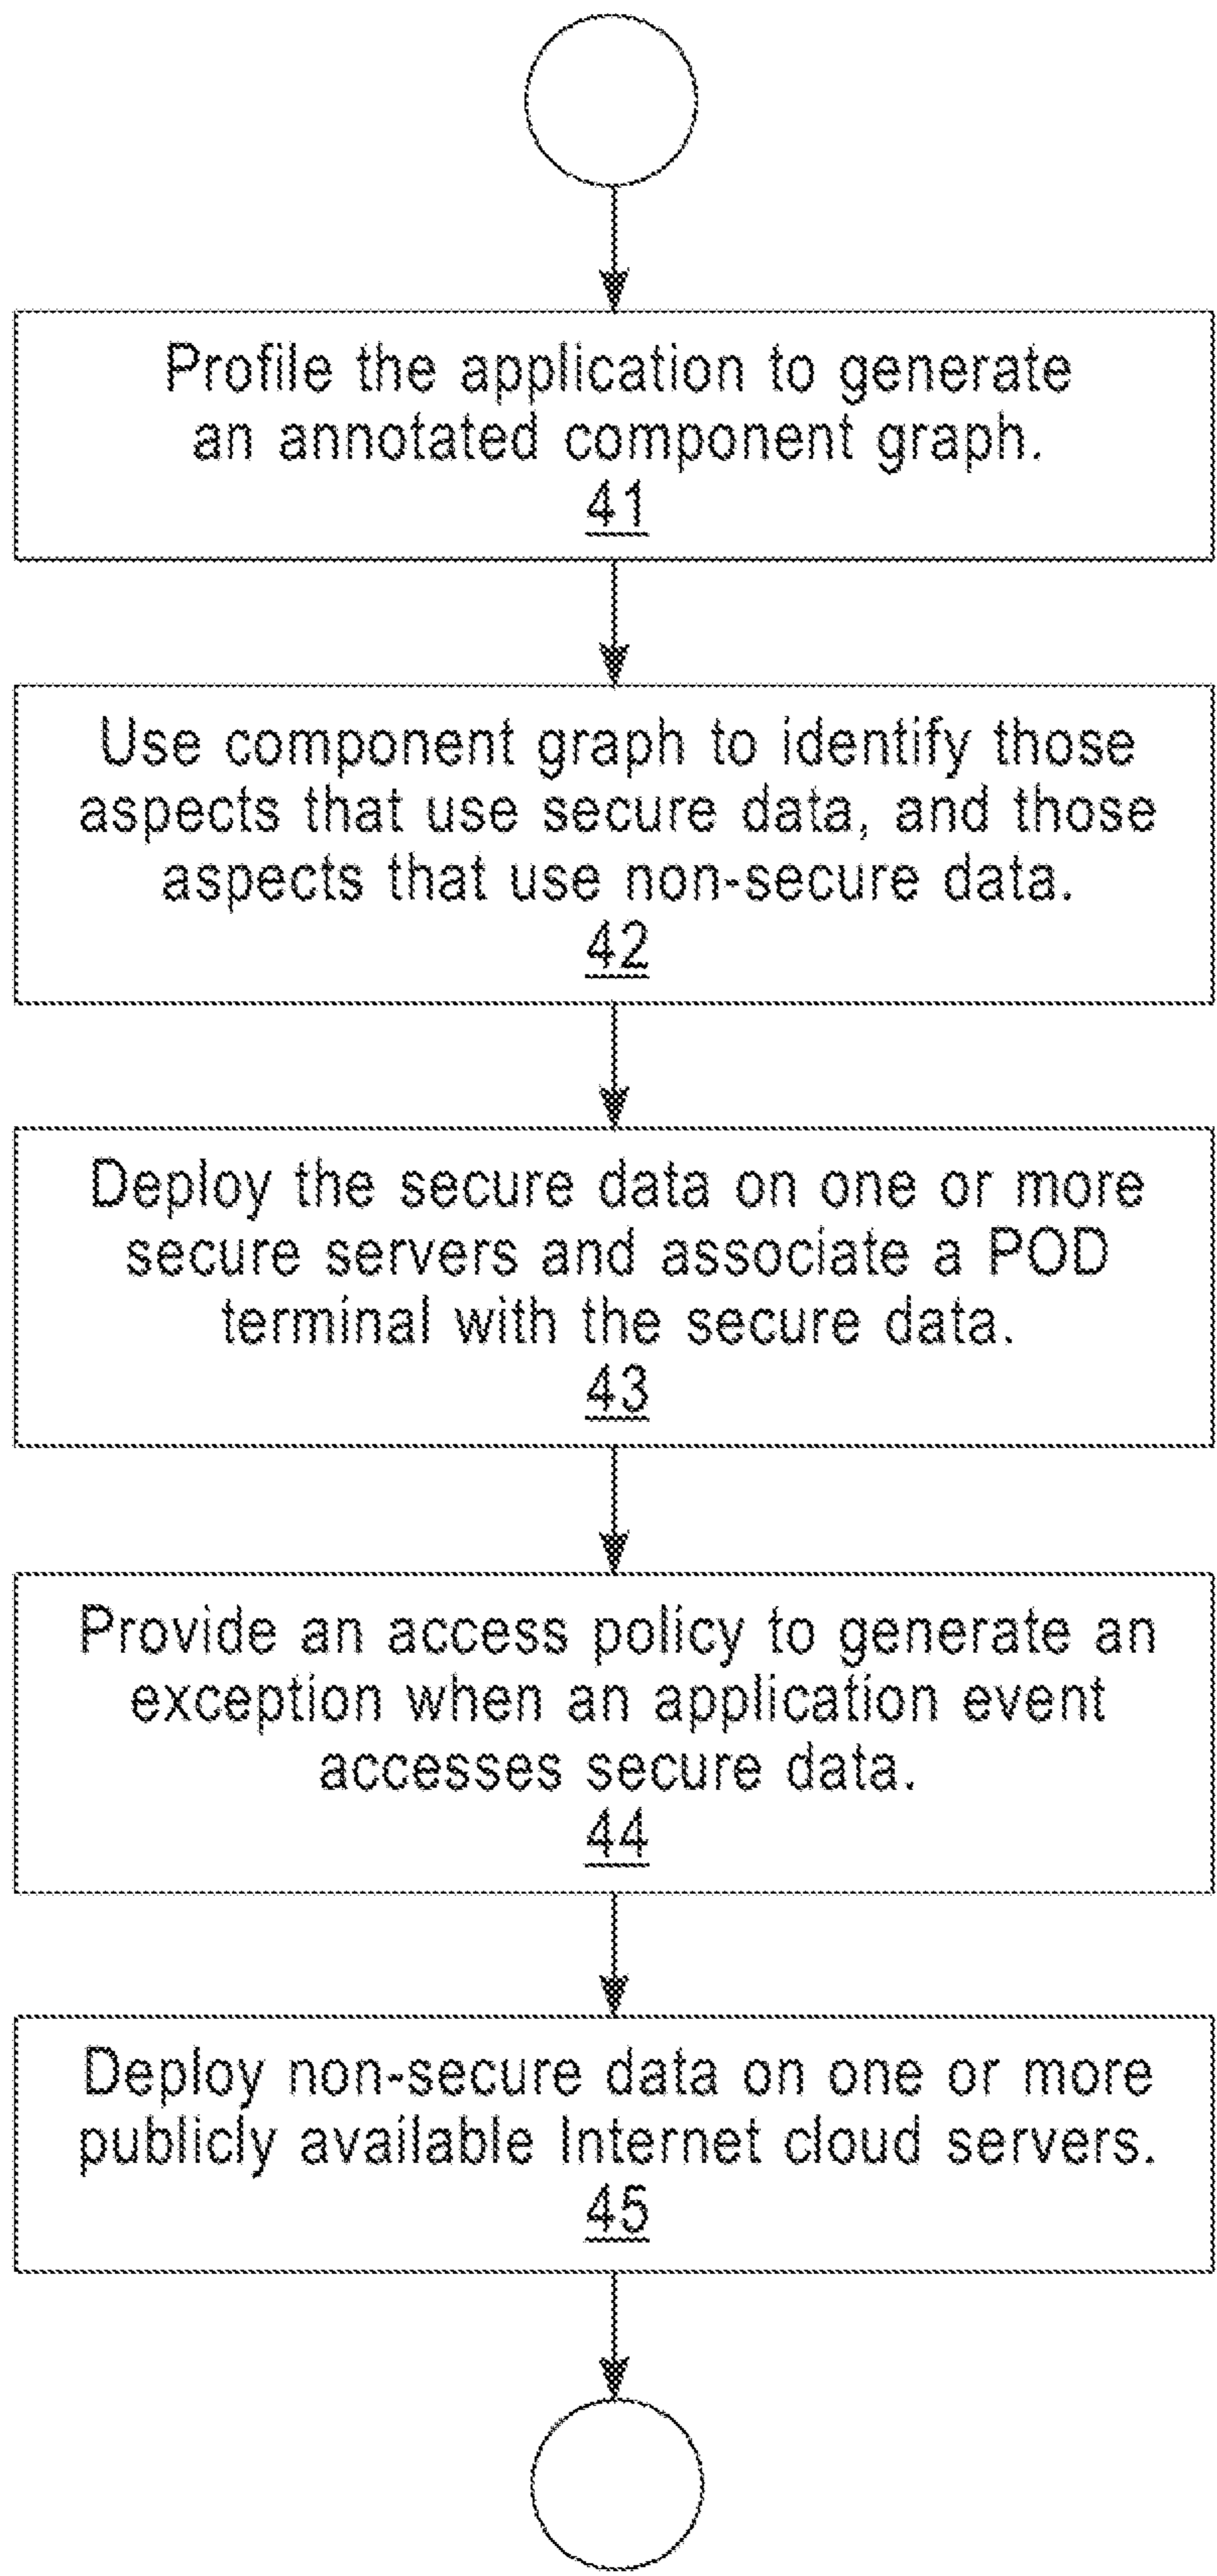 Profile the application to generate
an annotated component graph.
41
Use component graph to identify those
aspects that use secure data, and those
aspects that use non-secure data.
42
Deploy the secure data on one or more
secure servers and associate a POD
terminal with the secure data.
43
Provide an access policy to generate an
exception when an application event
accesses secure data.
44
Deploy non-secure data on one or more
publicly available Internet cloud servers.
45